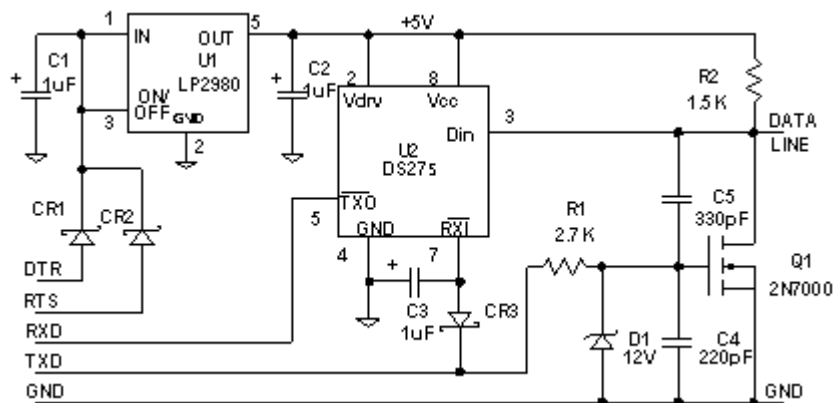 1
IN
OUT
5
+5V
C1
1uF
+
U1
LP2980
C2
1uF
+
2
8
R2
1.5K
3
ON/
OFF
GND
2
Vdrv
Vcc
3
Din
DATA
LINE
U2
DS275
CR1
CR2
TXO
5
GND
RXI
R1
2.7K
C5
330pF
4
7
DTR
+
Q1
2N7000
RTS
C3
1uF
CR3
RXD
D1
12V
C4
220pF
TXD
GND
GND